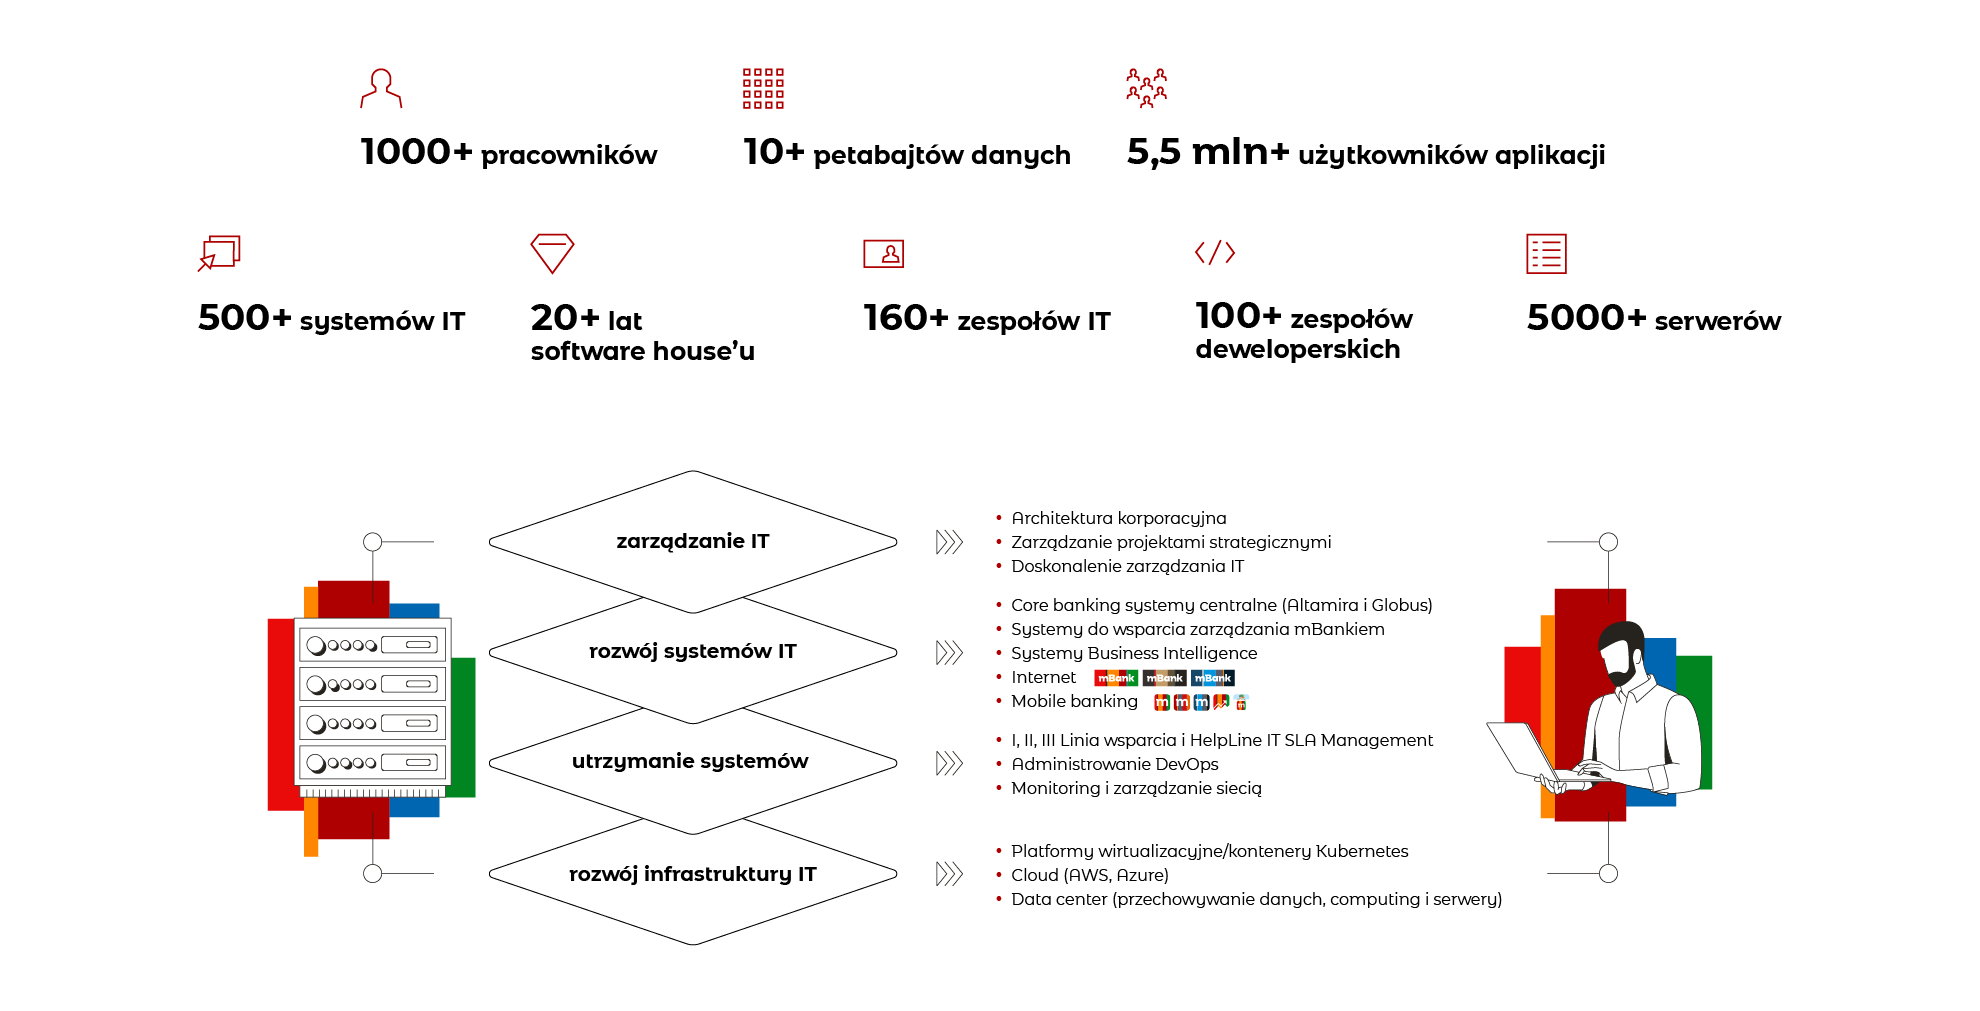 1000+ pracowników
10+ petabajtów danych
5,5 mln+ użytkowników aplikacji
500+ systemów IT
20+ lat
software house’u
160+ zespołów IT
100+ zespołów
deweloperskich
5000+ serwerów
zarządzanie IT
• Architektura korporacyjna
• Zarządzanie projektami strategicznymi
• Doskonalenie zarządzania IT
rozwój systemów IT
• Core banking systemy centralne (Altamira i Globus)
• Systemy do wsparcia zarządzania mBankiem
• Systemy Business Intelligence
• Internet mBank mBank mBank
• Mobile banking m m m
utrzymanie systemów
• I, II, III Linia wsparcia i HelpLine IT SLA Management
• Administrowanie DevOps
• Monitoring i zarządzanie siecią
rozwój infrastruktury IT
• Platformy wirtualizacyjne/kontenery Kubernetes
• Cloud (AWS, Azure)
• Data center (przechowywanie danych, computing i serwery)